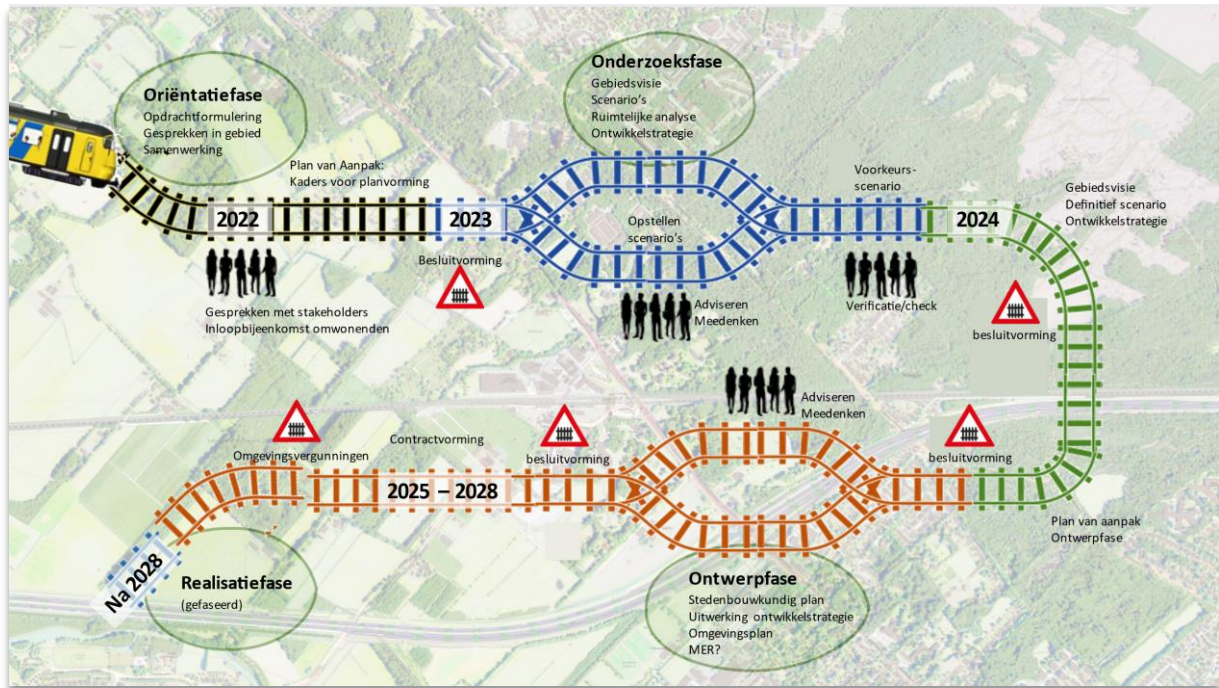 Oriëntatiefase
Opdrachtformulering
Gesprekken in gebied
Samenwerking
Plan van Aanpak:
Kaders voor planvorming
2022
Gesprekken met stakeholders
Inloopbijeenkomst omwonenden
2023
Besluitvorming
Onderzoeksfase
Gebiedsvisie
Scenario's
Ruimtelijke analyse
Ontwikkelstrategie
Opstellen
scenario's
Adviseren
Meedenken
Voorkeurs-
scenario
Verificatie/check
2024
Gebiedsvisie
Definitief scenario
Ontwikkelstrategie
besluitvorming
Plan van aanpak
Ontwerpfase
besluitvorming
Adviseren
Meedenken
Ontwerpfase
Stedenbouwkundig plan
Uitwerking ontwikkelstrategie
Omgevingsplan
MER?
besluitvorming
Contractvorming
2025 – 2028
Omgevingsvergunningen
Na 2028
Realisatiefase
(gefaseerd)